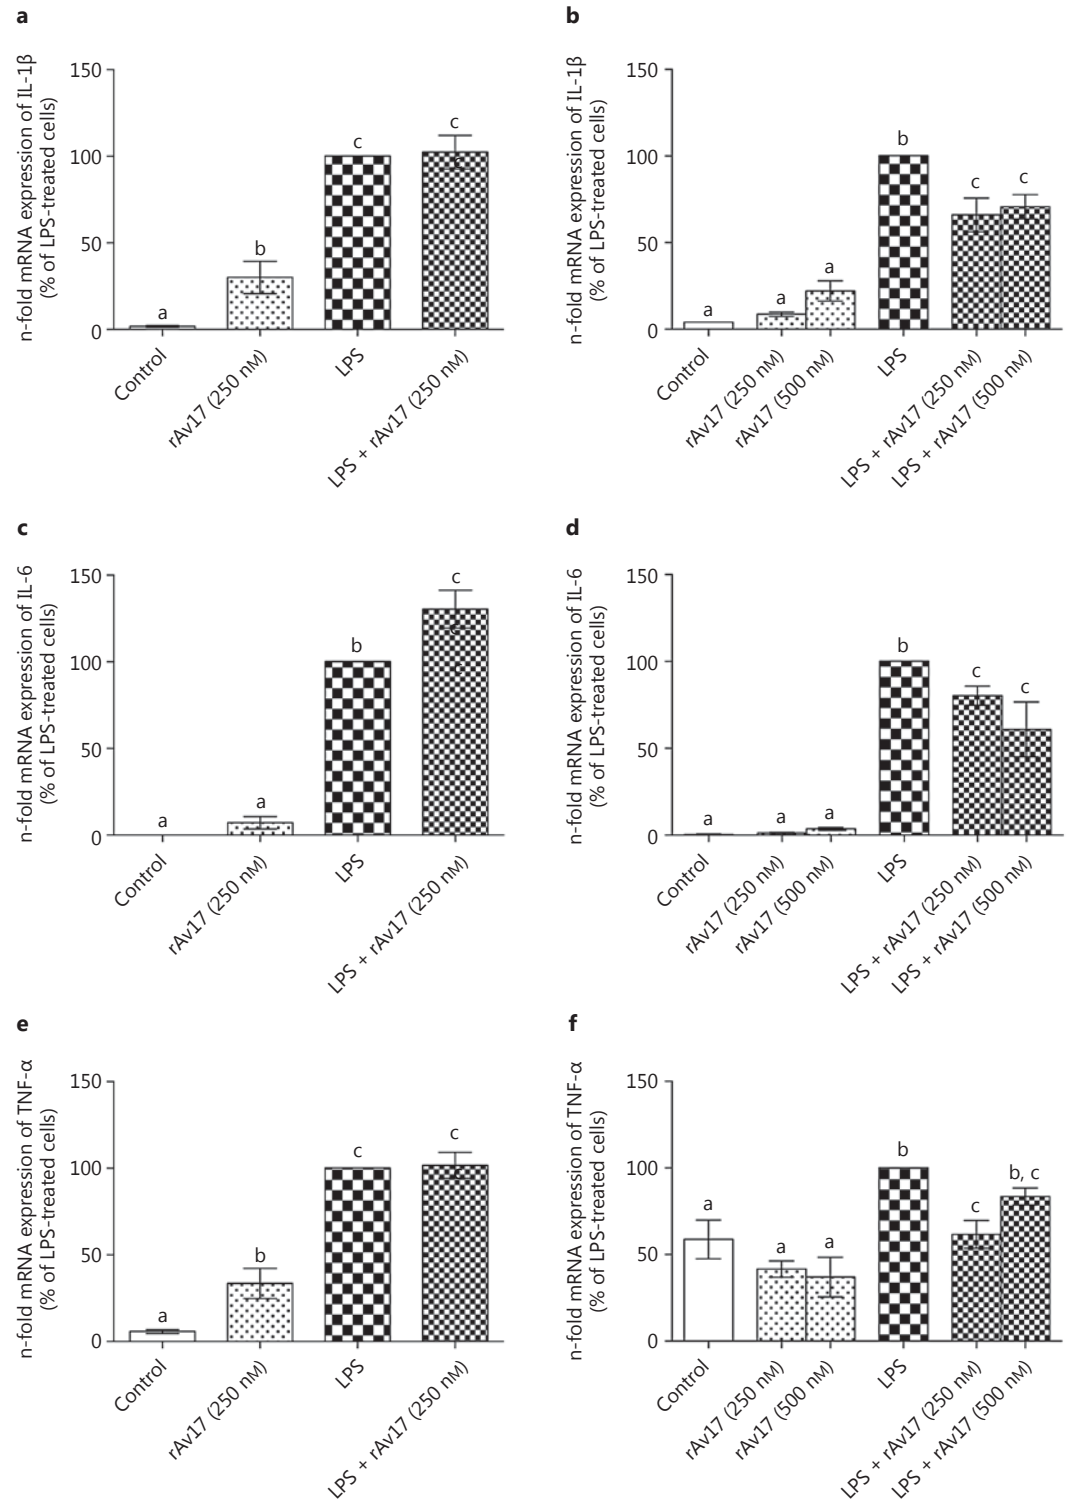 a
n-fold mRNA expression of IL-1β
(% of LPS-treated cells)
150
100
50
0
a
b
c
c
Control
rAv17 (250 nM)
LPS
LPS + rAv17 (250 nM)
b
n-fold mRNA expression of IL-1β
(% of LPS-treated cells)
150
100
50
0
a
a
a
b
c
c
Control
rAv17 (250 nM)
rAv17 (500 nM)
LPS
LPS + rAv17 (250 nM)
LPS + rAv17 (500 nM)
c
n-fold mRNA expression of IL-6
(% of LPS-treated cells)
150
100
50
0
a
a
b
c
Control
rAv17 (250 nM)
LPS
LPS + rAv17 (250 nM)
d
n-fold mRNA expression of IL-6
(% of LPS-treated cells)
150
100
50
0
a
a
a
b
c
c
Control
rAv17 (250 nM)
rAv17 (500 nM)
LPS
LPS + rAv17 (250 nM)
LPS + rAv17 (500 nM)
e
n-fold mRNA expression of TNF-α
(% of LPS-treated cells)
150
100
50
0
a
b
c
c
Control
rAv17 (250 nM)
LPS
LPS + rAv17 (250 nM)
f
n-fold mRNA expression of TNF-α
(% of LPS-treated cells)
150
100
50
0
a
a
a
b
c
b, c
Control
rAv17 (250 nM)
rAv17 (500 nM)
LPS
LPS + rAv17 (250 nM)
LPS + rAv17 (500 nM)